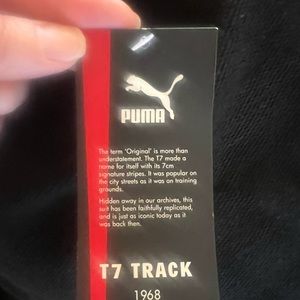 PUMA
The term 'Original' is more than
understatement. The T7 made a
name for itself with its 7cm
signature stripes. It was popular on
the city streets as it was on training
grounds.
Hidden away in our archives, this
suit has been faithfully replicated,
and is just as iconic today as it
was back then.
T7 TRACK
1968